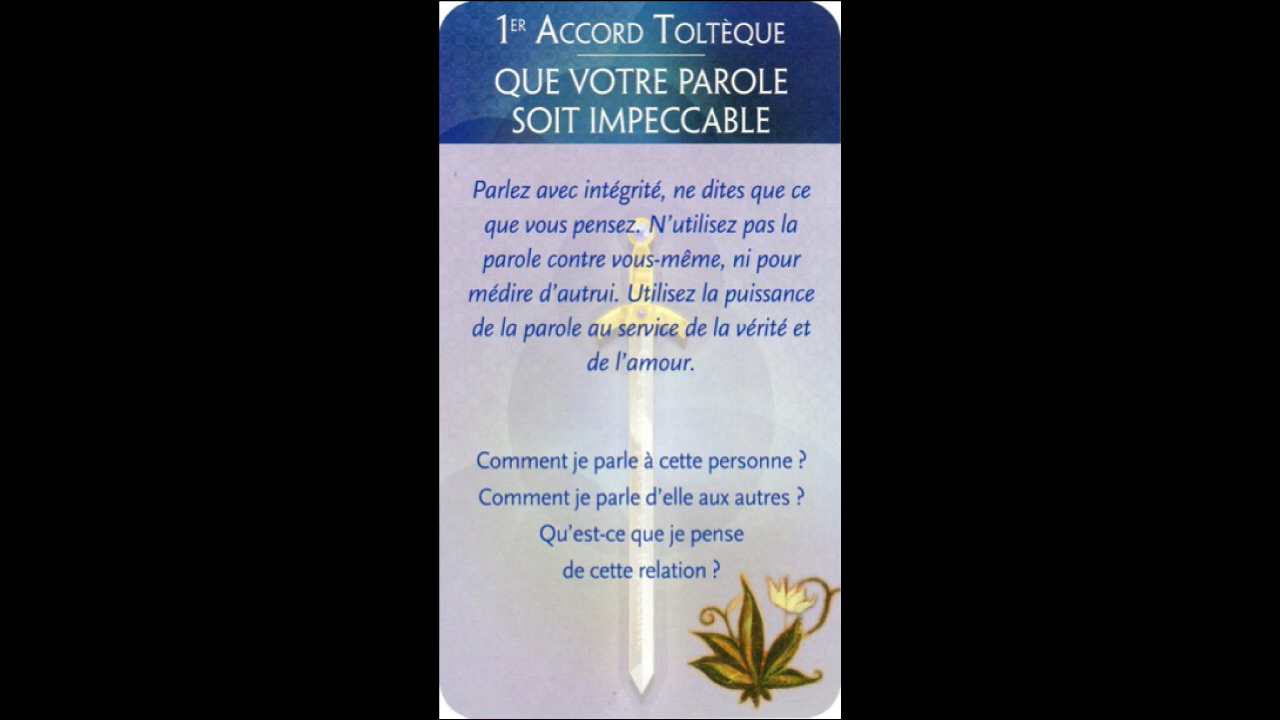 1ER ACCORD TOLTÈQUE
QUE VOTRE PAROLE
SOIT IMPECCABLE
Parlez avec intégrité, ne dites que ce
que vous pensez. N'utilisez pas la
parole contre vous-même, ni pour
médire d'autrui. Utilisez la puissance
de la parole au service de la vérité et
de l'amour.
Comment je parle à cette personne ?
Comment je parle d'elle aux autres ?
Qu'est-ce que je pense
de cette relation ?